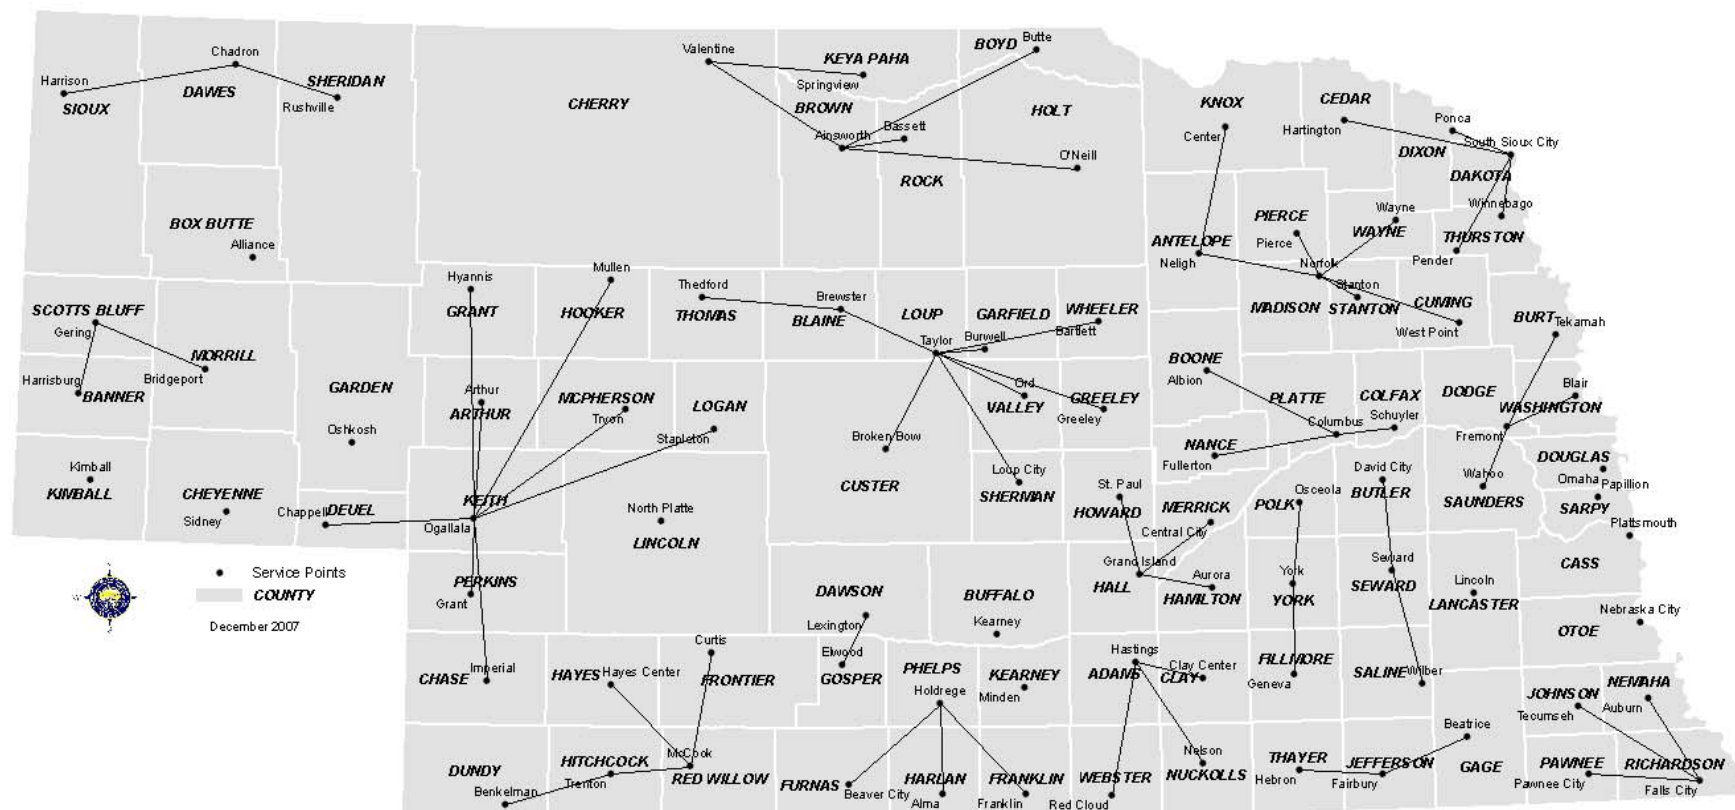 Harrison
SIOUX
Chadron
DAWES
SHERIDAN
Rushville
CHERRY
Valentine
KEYA PAHA
Springview
BROWN
Ainsworth
Bassett
ROCK
BOYD
Butte
HOLT
O'Neill
KNOX
Center
CEDAR
Hartington
Ponca
South Sioux City
DIXON
DAKOTA
Winnebago
THURSTON
Pender
BOX BUTTE
Alliance
PIERCE
Pierce
Wayne
WAYNE
ANTELOPE
Neligh
Norfolk
MADISON
Stanton
STANTON
CUMING
West Point
BURT
Tekamah
SCOTTS BLUFF
Gering
MORRILL
Bridgeport
Harrisburg
BANNER
GARDEN
Oshkosh
Hyannis
GRANT
Mullen
HOOKER
Thedford
THOMAS
Brewster
BLAINE
LOUP
Taylor
GARFIELD
Burwell
WHEELER
Bartlett
Arthur
ARTHUR
MCPHERSON
Tryon
LOGAN
Stapleton
Ord
VALLEY
GREELEY
Greeley
BOONE
Albion
PLATTE
Columbus
COLFAX
Schuyler
DODGE
Fremont
Blair
WASHINGTON
Kimball
KIMBALL
CHEYENNE
Sidney
Chappell
DEUEL
KEITH
Ogallala
North Platte
LINCOLN
Broken Bow
CUSTER
Loup City
SHERMAN
NANCE
Fullerton
St. Paul
HOWARD
MERRICK
Central City
Osceola
POLK
David City
BUTLER
Wahoo
SAUNDERS
DOUGLAS
Omaha
Papillion
SARPY
Plattsmouth
CASS
Service Points
COUNTY
December 2007
PERKINS
Grant
DAWSON
Lexington
BUFFALO
Kearney
Grand Island
HALL
Aurora
HAMILTON
York
YORK
Seward
SEWARD
Lincoln
LANCASTER
Nebraska City
OTOE
CHASE
Imperial
HAYES
Hayes Center
Curtis
FRONTIER
Elwood
GOSPER
PHELPS
Holdrege
KEARNEY
Minden
Hastings
ADAMS
Clay Center
CLAY
FILLMORE
Geneva
SALINE
Wilber
JOHNSON
Tecumseh
NEMAHA
Auburn
DUNDY
Benkelman
HITCHCOCK
Trenton
McCook
RED WILLOW
FURNAS
Beaver City
HARLAN
Alma
FRANKLIN
Franklin
WEBSTER
Red Cloud
Nelson
NUCKOLLS
THAYER
Hebron
JEFFERSON
Fairbury
Beatrice
GAGE
PAWNEE
Pawnee City
RICHARDSON
Falls City